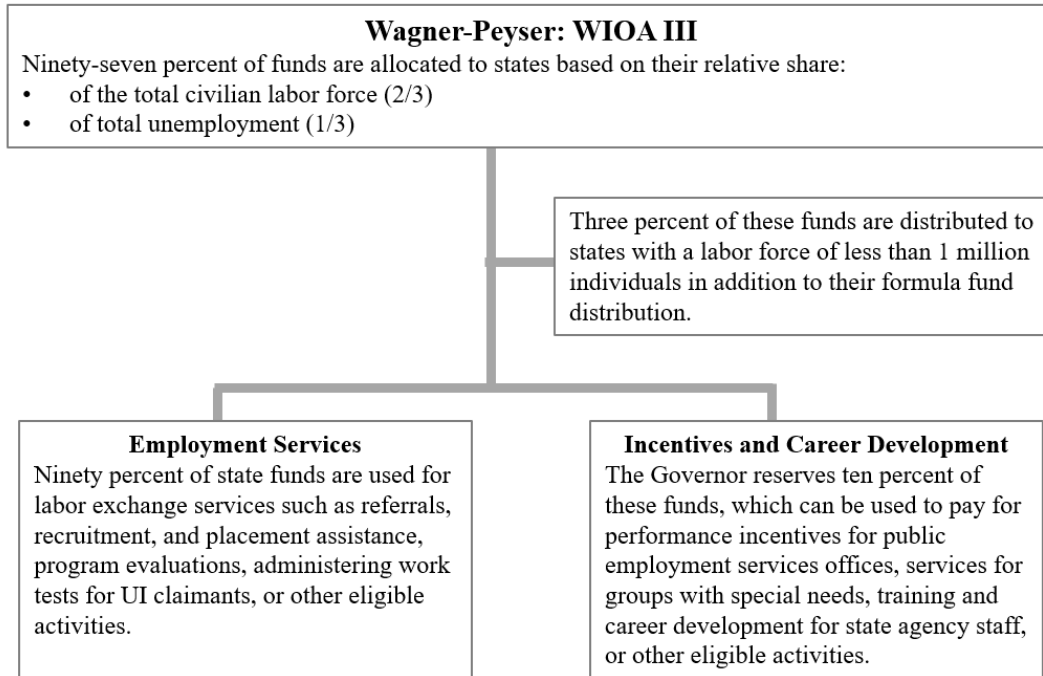 Wagner-Peyser: WIOA III
Ninety-seven percent of funds are allocated to states based on their relative share:
• of the total civilian labor force (2/3)
• of total unemployment (1/3)
Three percent of these funds are distributed to
states with a labor force of less than 1 million
individuals in addition to their formula fund
distribution.
Employment Services
Ninety percent of state funds are used for
labor exchange services such as referrals,
recruitment, and placement assistance,
program evaluations, administering work
tests for UI claimants, or other eligible
activities.
Incentives and Career Development
The Governor reserves ten percent of
these funds, which can be used to pay for
performance incentives for public
employment services offices, services for
groups with special needs, training and
career development for state agency staff,
or other eligible activities.